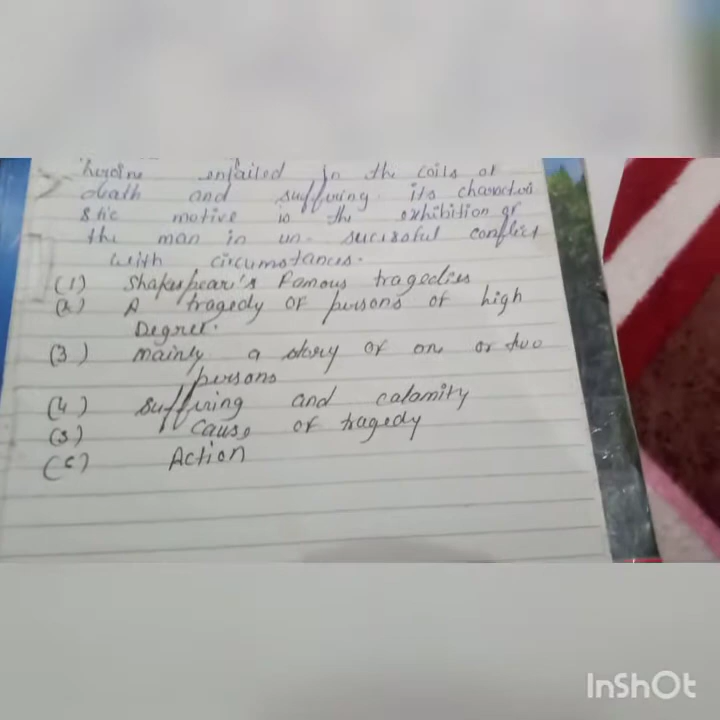 heroine entailed in the coils of
death and suffering. its characteri
stic motive is the exhibition of
the man in un- sucessful conflict
with circumstances.
(1) Shakespear's Famous tragedies
(2) A tragedy of persons of high
Degree.
(3) mainly a story of one or two
persons
(4) suffering and calamity
(5) Cause of tragedy
(6) Action
InShOt